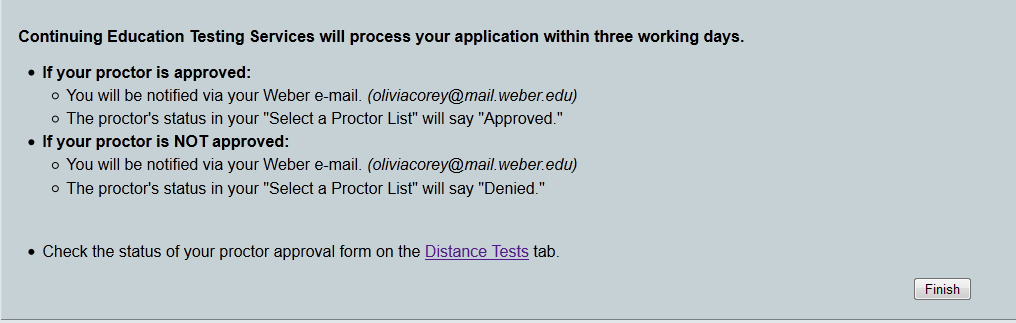 Continuing Education Testing Services will process your application within three working days.
• If your proctor is approved:
○ You will be notified via your Weber e-mail. (oliviacorey@mail.weber.edu)
○ The proctor's status in your "Select a Proctor List" will say "Approved."
• If your proctor is NOT approved:
○ You will be notified via your Weber e-mail. (oliviacorey@mail.weber.edu)
○ The proctor's status in your "Select a Proctor List" will say "Denied."
• Check the status of your proctor approval form on the Distance Tests tab.
Finish